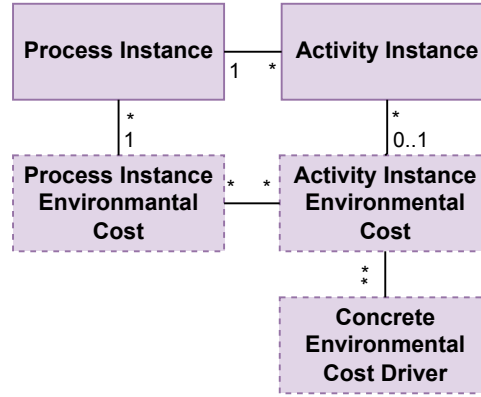 Process Instance
Activity Instance
1
*
*
1
*
0..1
Process Instance
Environmantal
Cost
*
*
Activity Instance
Environmental
Cost
*
*
Concrete
Environmental
Cost Driver